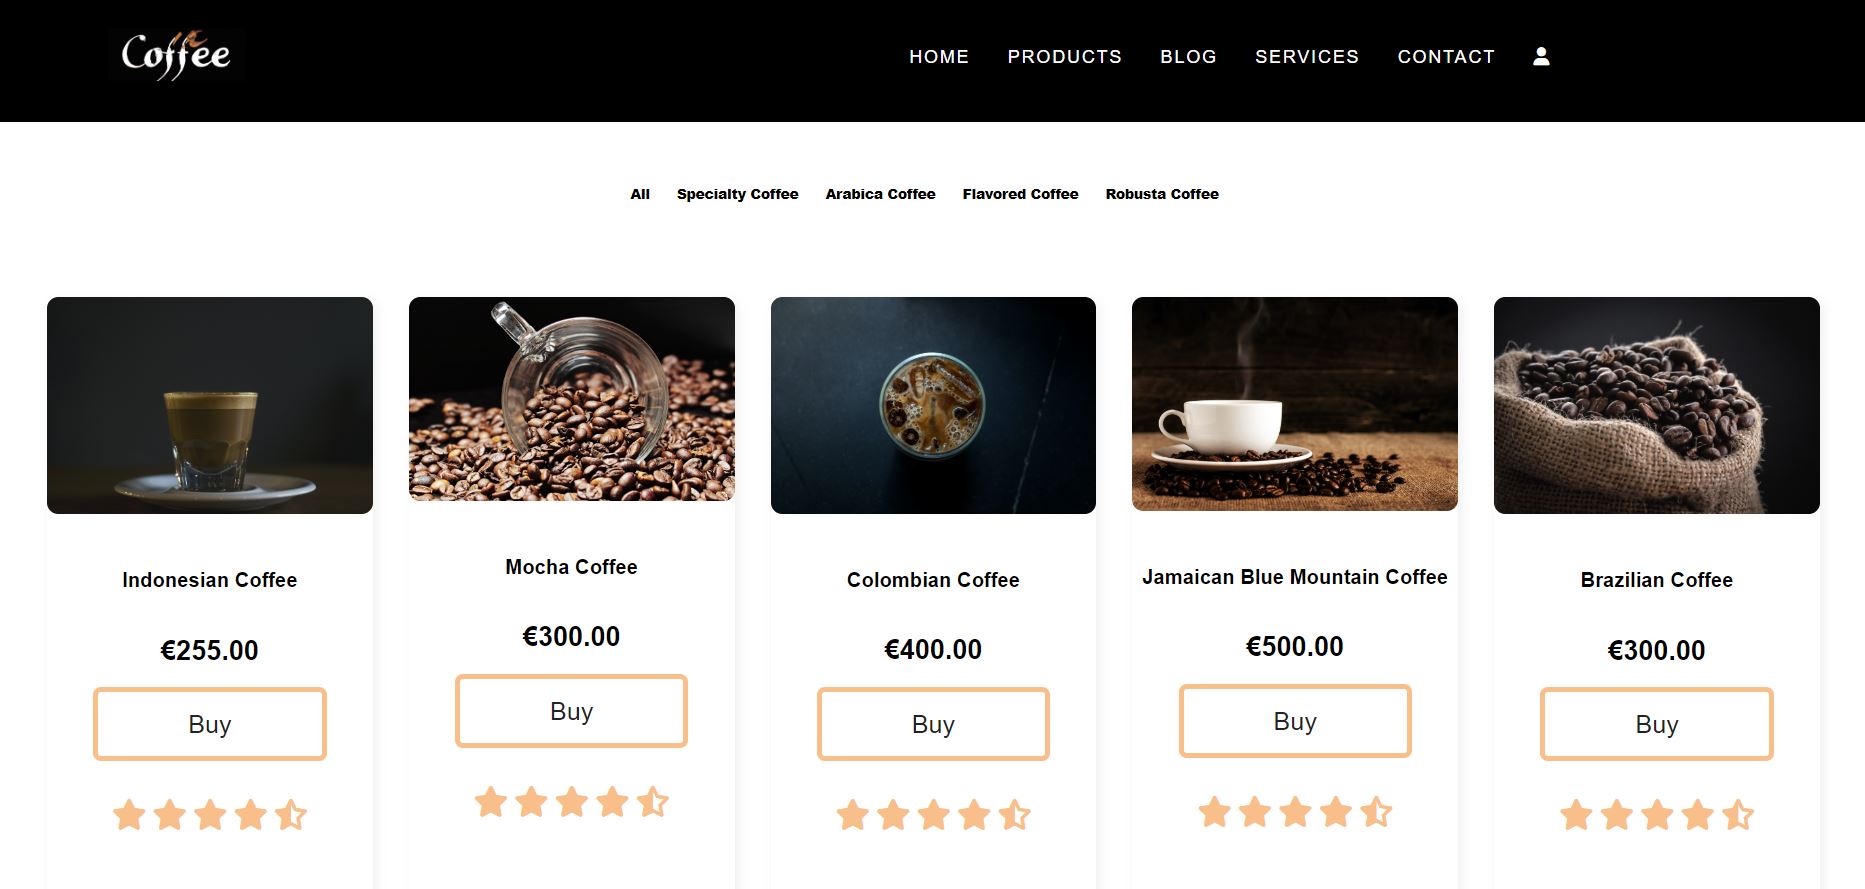 Coffee
HOME PRODUCTS BLOG SERVICES CONTACT
All Specialty Coffee Arabica Coffee Flavored Coffee Robusta Coffee
Indonesian Coffee
€255.00
Buy
Mocha Coffee
€300.00
Buy
Colombian Coffee
€400.00
Buy
Jamaican Blue Mountain Coffee
€500.00
Buy
Brazilian Coffee
€300.00
Buy